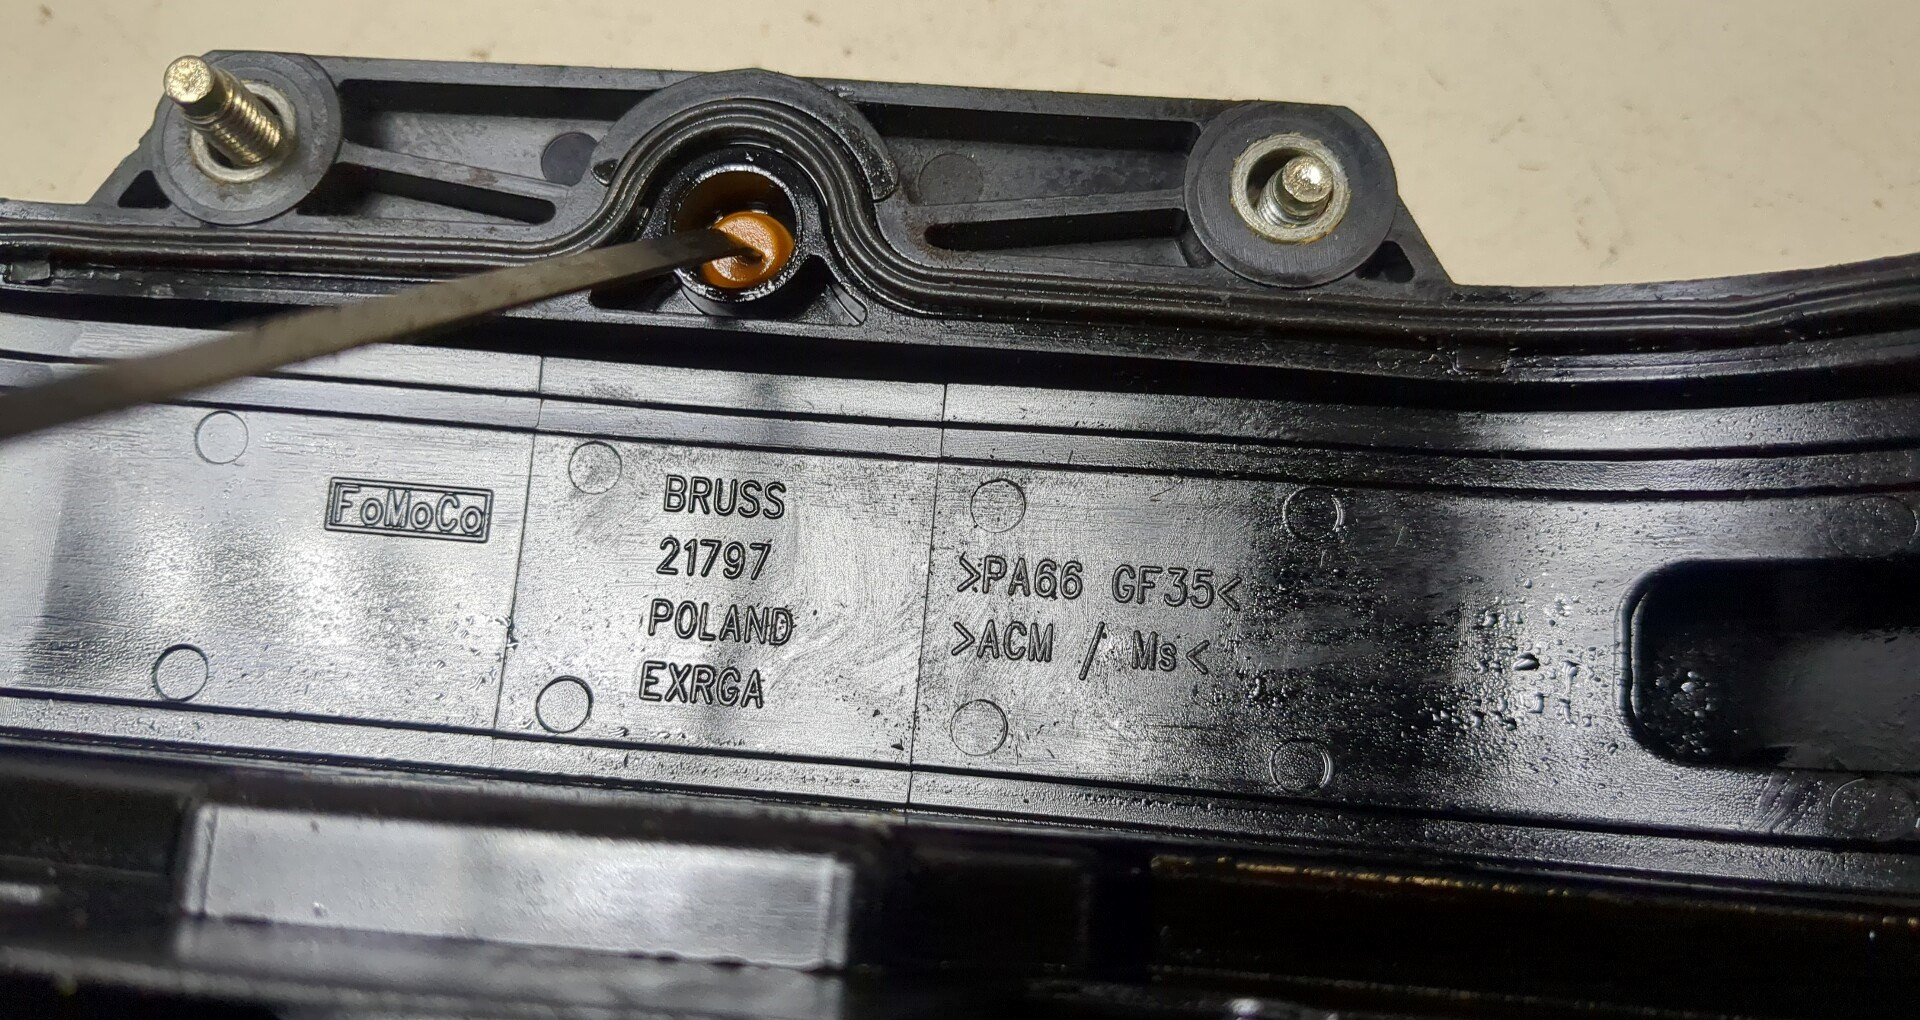 FoMoCo
BRUSS
21797
POLAND
EXRGA
>PA66 GF35<
>ACM / Ms<